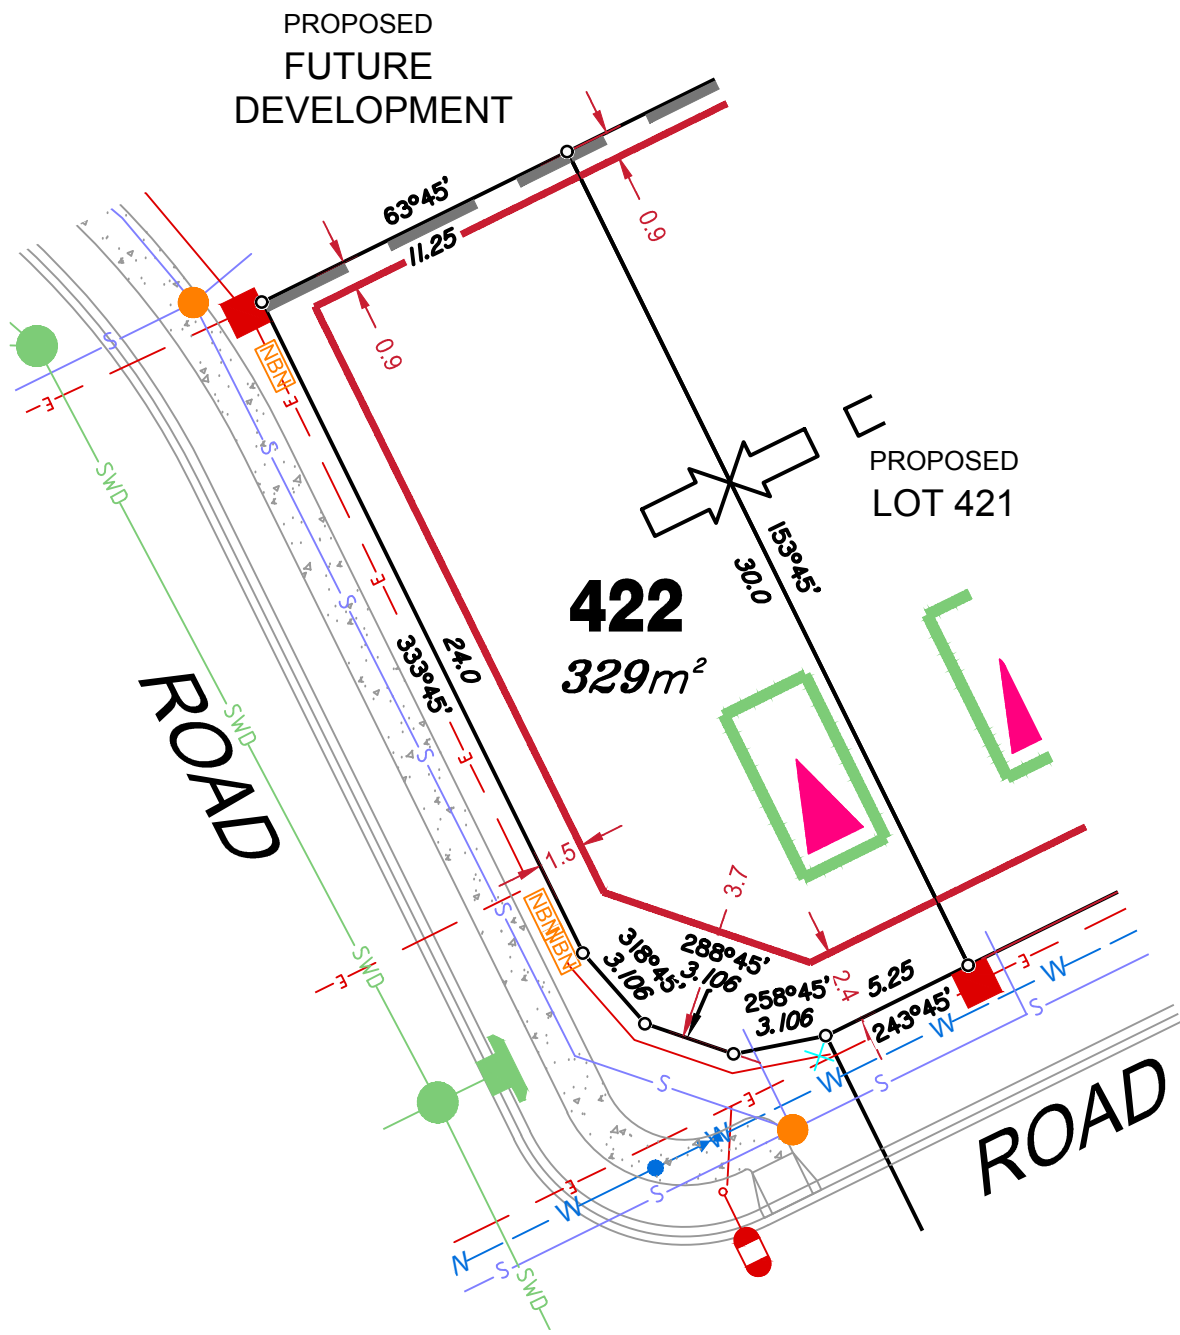 PROPOSED
FUTURE
DEVELOPMENT
63°45'
11.25
0.9
0.9
S
E
NBN
E
S
SWD
PROPOSED
LOT 421
153°45'
30.0
E
S
422
329m²
24.0
333°45'
ROAD
SWD
S
E
1.5
3.7
NBN
NBN
S
SWD
E
318°45'
3.106
288°45'
3.106
258°45'
3.106
2.4
5.25
243°45'
E
W
S
W
W
S
S
E
W
E
S
W
ROAD
N
S
SWD